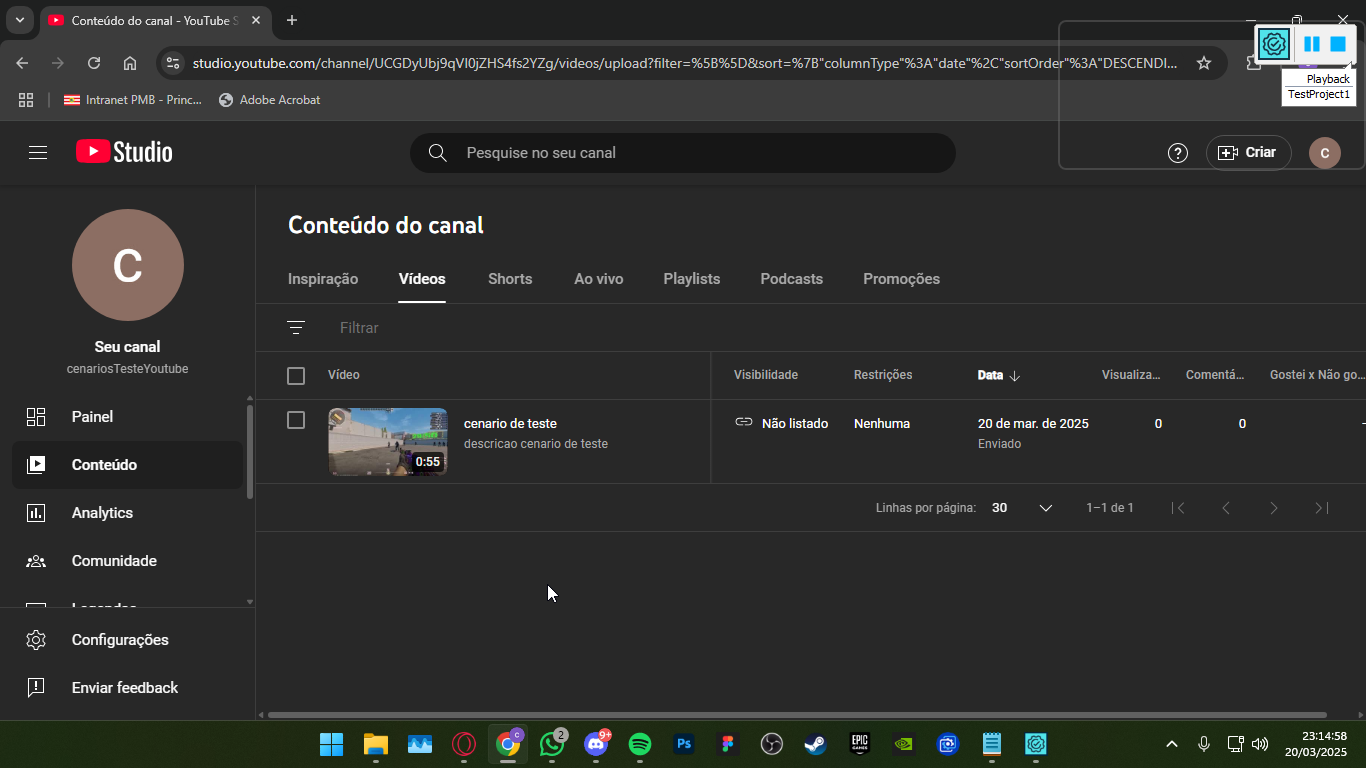 Conteúdo do canal - YouTube S
studio.youtube.com/channel/UCGDyUbj9qVI0jZHS4fs2YZg/videos/upload?filter=%5B%5D&sort=%7B"columnType"%3A"date"%2C"sortOrder"%3A"DESCENDI...
Playback
TestProject1
Intranet PMB - Princ...
Adobe Acrobat
Studio
Pesquise no seu canal
Criar
C
C
Seu canal
cenariosTesteYoutube
Painel
Conteúdo
Analytics
Comunidade
Configurações
Enviar feedback
Conteúdo do canal
Inspiração Vídeos Shorts Ao vivo Playlists Podcasts Promoções
Filtrar
Vídeo Visibilidade Restrições Data Visualiza... Comentá... Gostei x Não go...
0:55
cenario de teste
descricao cenario de teste
Não listado Nenhuma 20 de mar. de 2025 0 0
Enviado
Linhas por página: 30 1–1 de 1
C
2
9+
Ps
EPIC
GAMES
23:14:58
20/03/2025